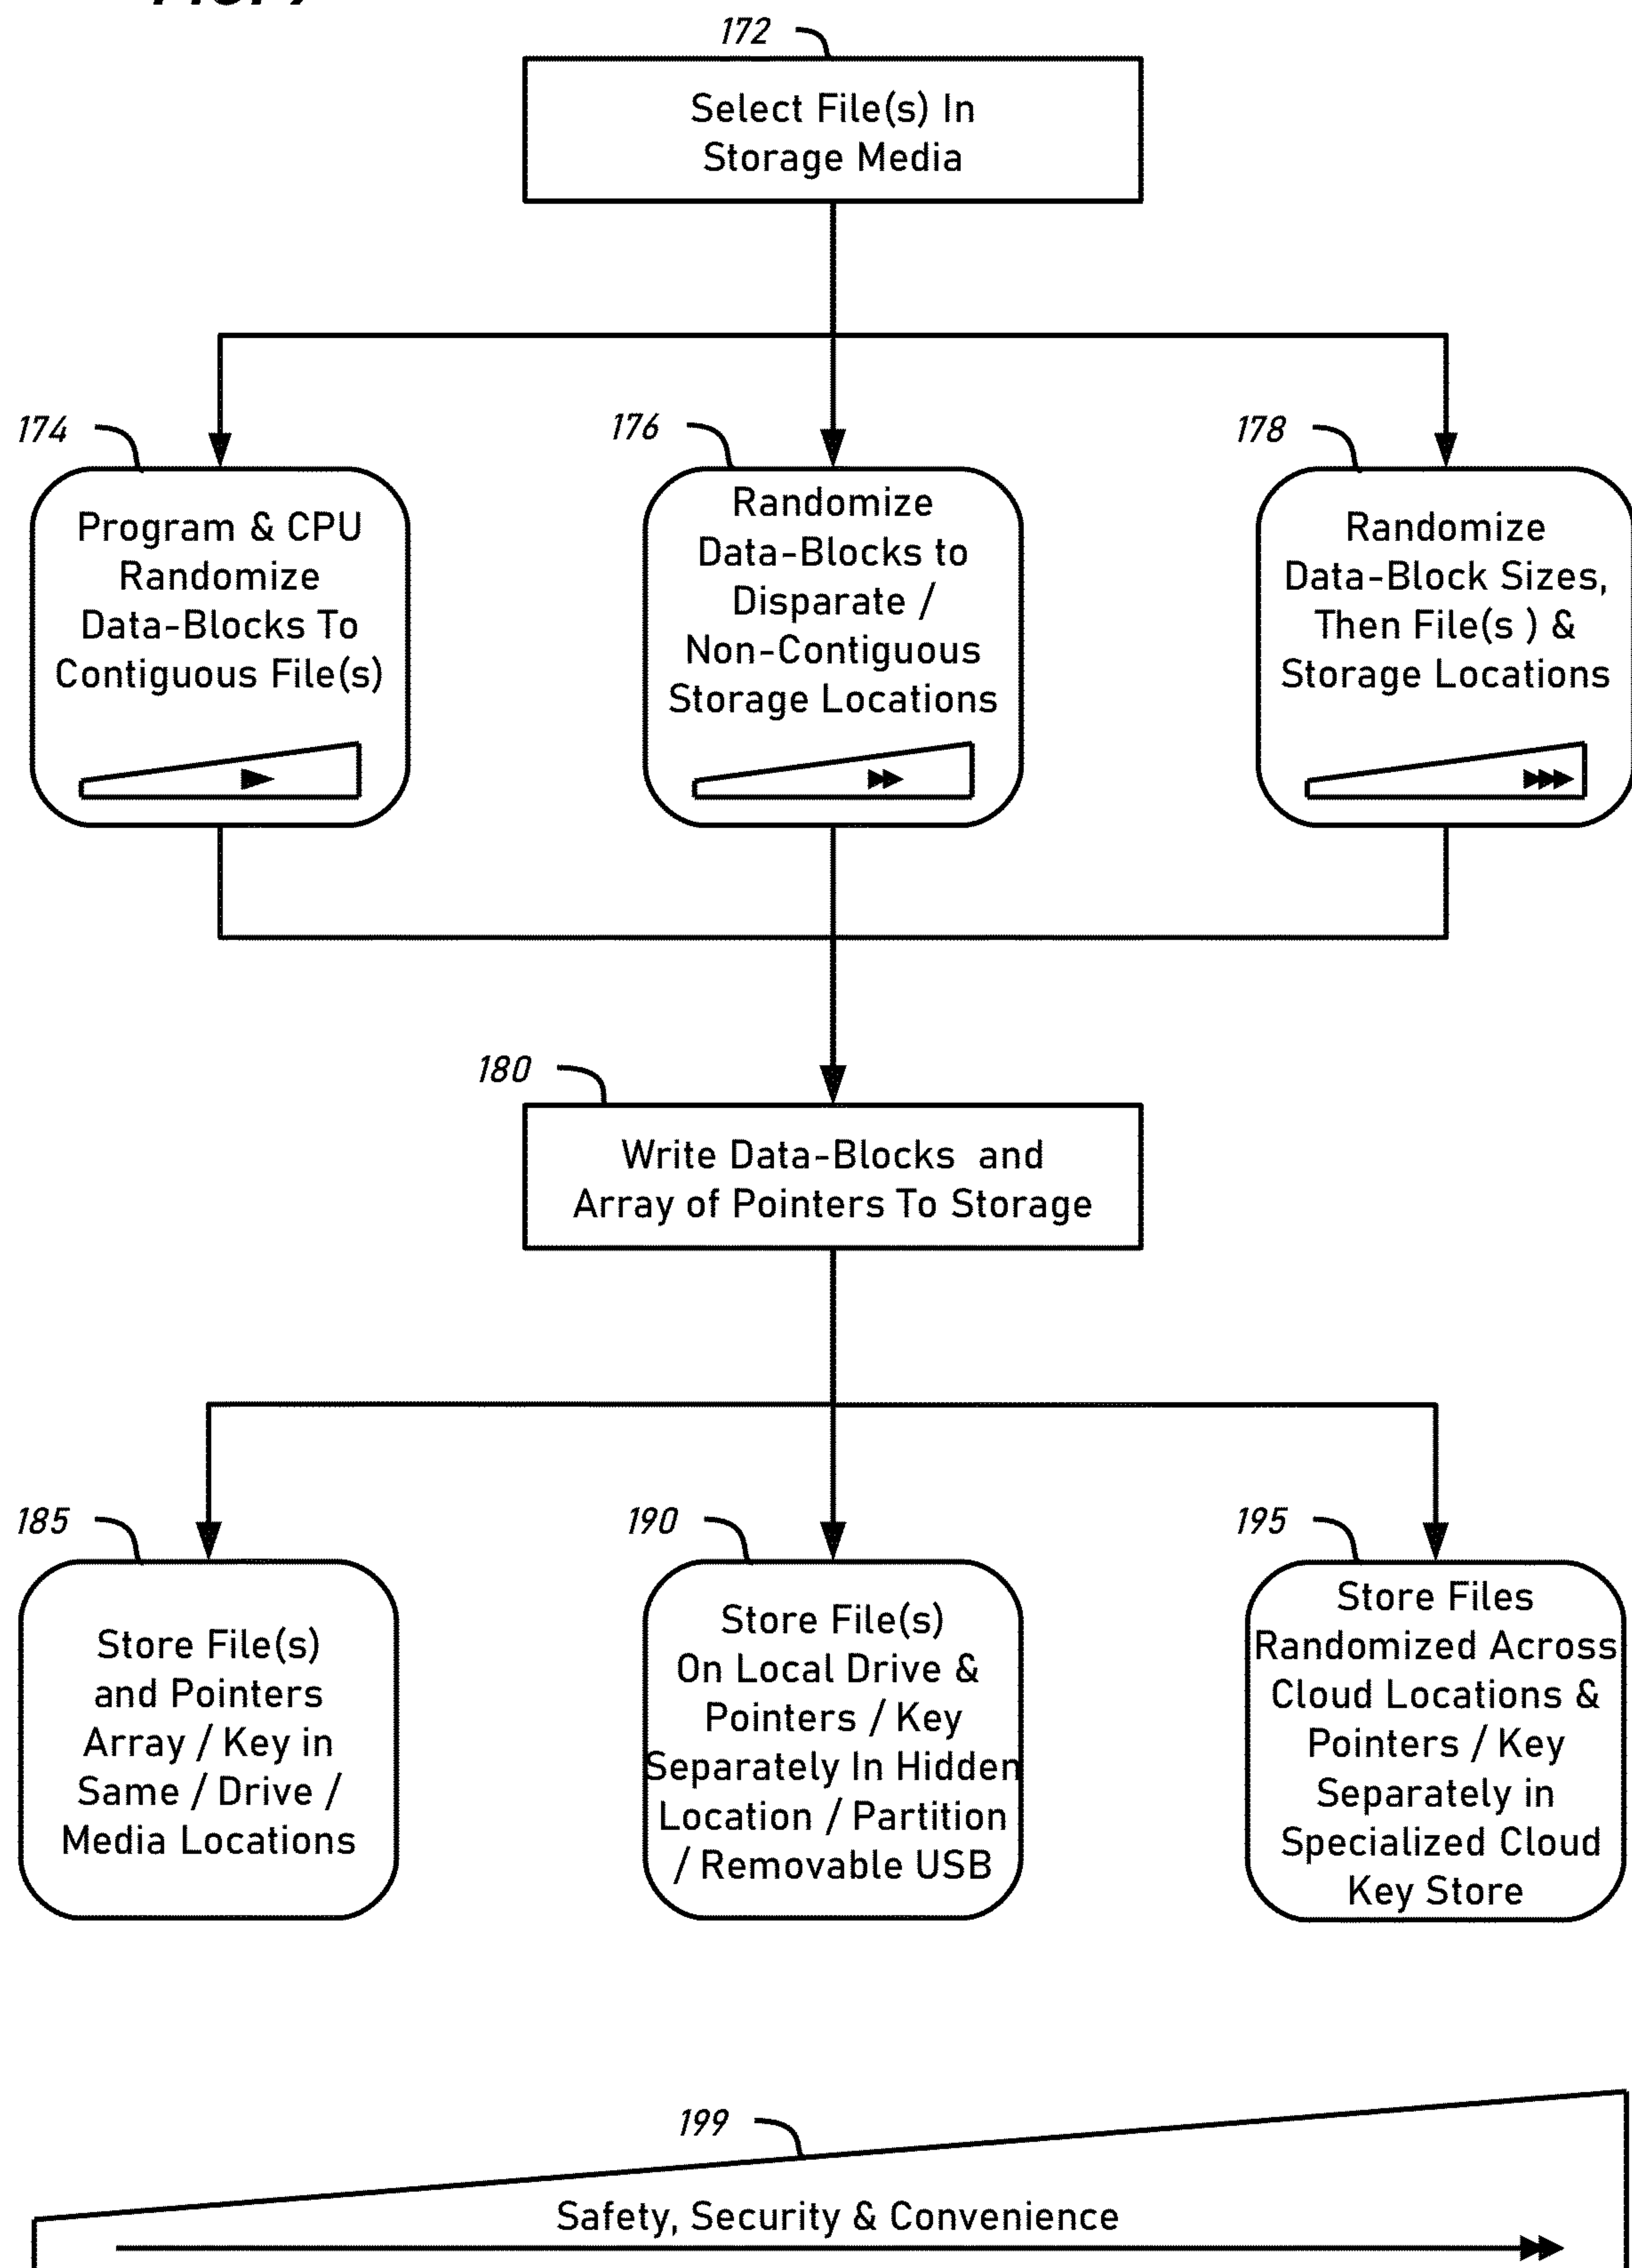 172
Select File(s) In
Storage Media
174
Program & CPU
Randomize
Data-Blocks To
Contiguous File(s)
176
Randomize
Data-Blocks to
Disparate /
Non-Contiguous
Storage Locations
178
Randomize
Data-Block Sizes,
Then File(s ) &
Storage Locations
180
Write Data-Blocks  and
Array of Pointers To Storage
185
Store File(s)
and Pointers
Array / Key in
Same / Drive /
Media Locations
190
Store File(s)
On Local Drive &
Pointers / Key
Separately In Hidden
Location / Partition
/ Removable USB
195
Store Files
Randomized Across
Cloud Locations &
Pointers / Key
Separately in
Specialized Cloud
Key Store
199
Safety, Security & Convenience